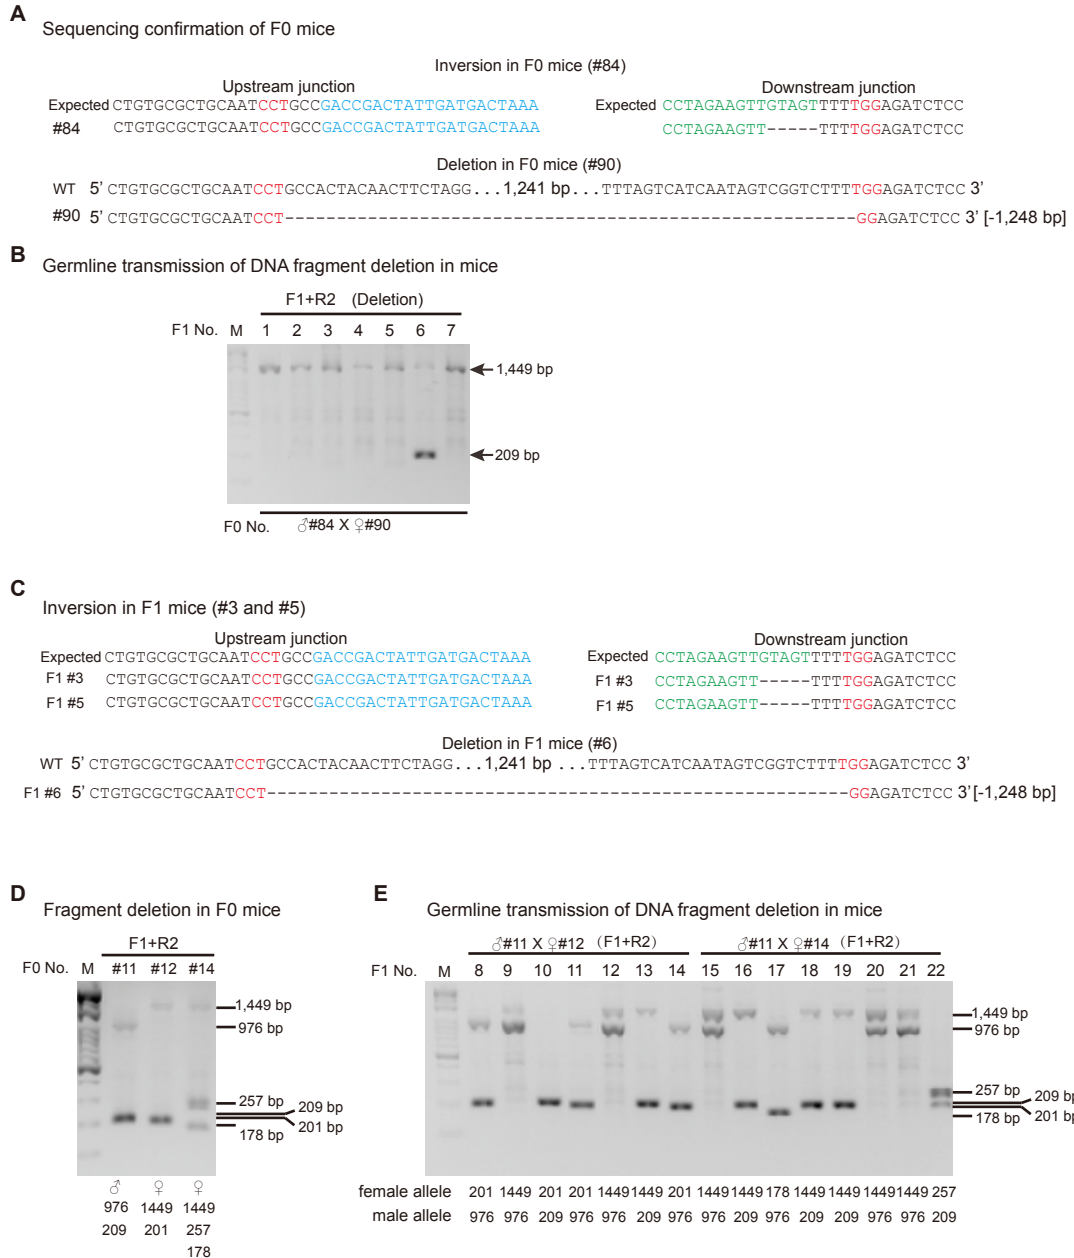 A
Sequencing confirmation of F0 mice
Inversion in F0 mice (#84)
Upstream junction
Downstream junction
Expected CTGTGCGCTGCAATCCTGCCGACCGACTATTGATGACTAAA
Expected CCTAGAAGTTGTAGTTTTTGGAGATCTCC
#84 CTGTGCGCTGCAATCCTGCCGACCGACTATTGATGACTAAA
CCTAGAAGTT-----TTTTGGAGATCTCC
Deletion in F0 mice (#90)
WT 5' CTGTGCGCTGCAATCCTGCCACTACAACTTCTAGG...1,241 bp...TTTAGTCATCAATAGTCGGTCTTTTGGAGATCTCC 3'
#90 5' CTGTGCGCTGCAATCCT----------------------------------------------------------GGAGATCTCC 3' [-1,248 bp]
B
Germline transmission of DNA fragment deletion in mice
F1+R2 (Deletion)
F1 No. M 1 2 3 4 5 6 7
1,449 bp
209 bp
F0 No. ♂#84 X ♀#90
C
Inversion in F1 mice (#3 and #5)
Upstream junction
Downstream junction
Expected CTGTGCGCTGCAATCCTGCCGACCGACTATTGATGACTAAA
Expected CCTAGAAGTTGTAGTTTTTGGAGATCTCC
F1 #3 CTGTGCGCTGCAATCCTGCCGACCGACTATTGATGACTAAA
F1 #3 CCTAGAAGTT-----TTTTGGAGATCTCC
F1 #5 CTGTGCGCTGCAATCCTGCCGACCGACTATTGATGACTAAA
F1 #5 CCTAGAAGTT-----TTTTGGAGATCTCC
Deletion in F1 mice (#6)
WT 5' CTGTGCGCTGCAATCCTGCCACTACAACTTCTAGG...1,241 bp ...TTTAGTCATCAATAGTCGGTCTTTTGGAGATCTCC 3'
F1 #6 5' CTGTGCGCTGCAATCCT-----------------------------------------------------------GGAGATCTCC 3' [-1,248 bp]
D
Fragment deletion in F0 mice
F1+R2
F0 No. M #11 #12 #14
1,449 bp
976 bp
257 bp
209 bp
201 bp
178 bp
♂ ♀ ♀
976 1449 1449
209 201 257
178
E
Germline transmission of DNA fragment deletion in mice
♂#11 X ♀#12 (F1+R2) ♂#11 X ♀#14 (F1+R2)
F1 No. M 8 9 10 11 12 13 14 15 16 17 18 19 20 21 22
1,449 bp
976 bp
257 bp
209 bp
201 bp
178 bp
female allele 201 1449 201 201 1449 1449 201 1449 1449 178 1449 1449 1449 1449 257
male allele 976 976 209 976 976 209 976 976 209 976 209 209 976 976 209